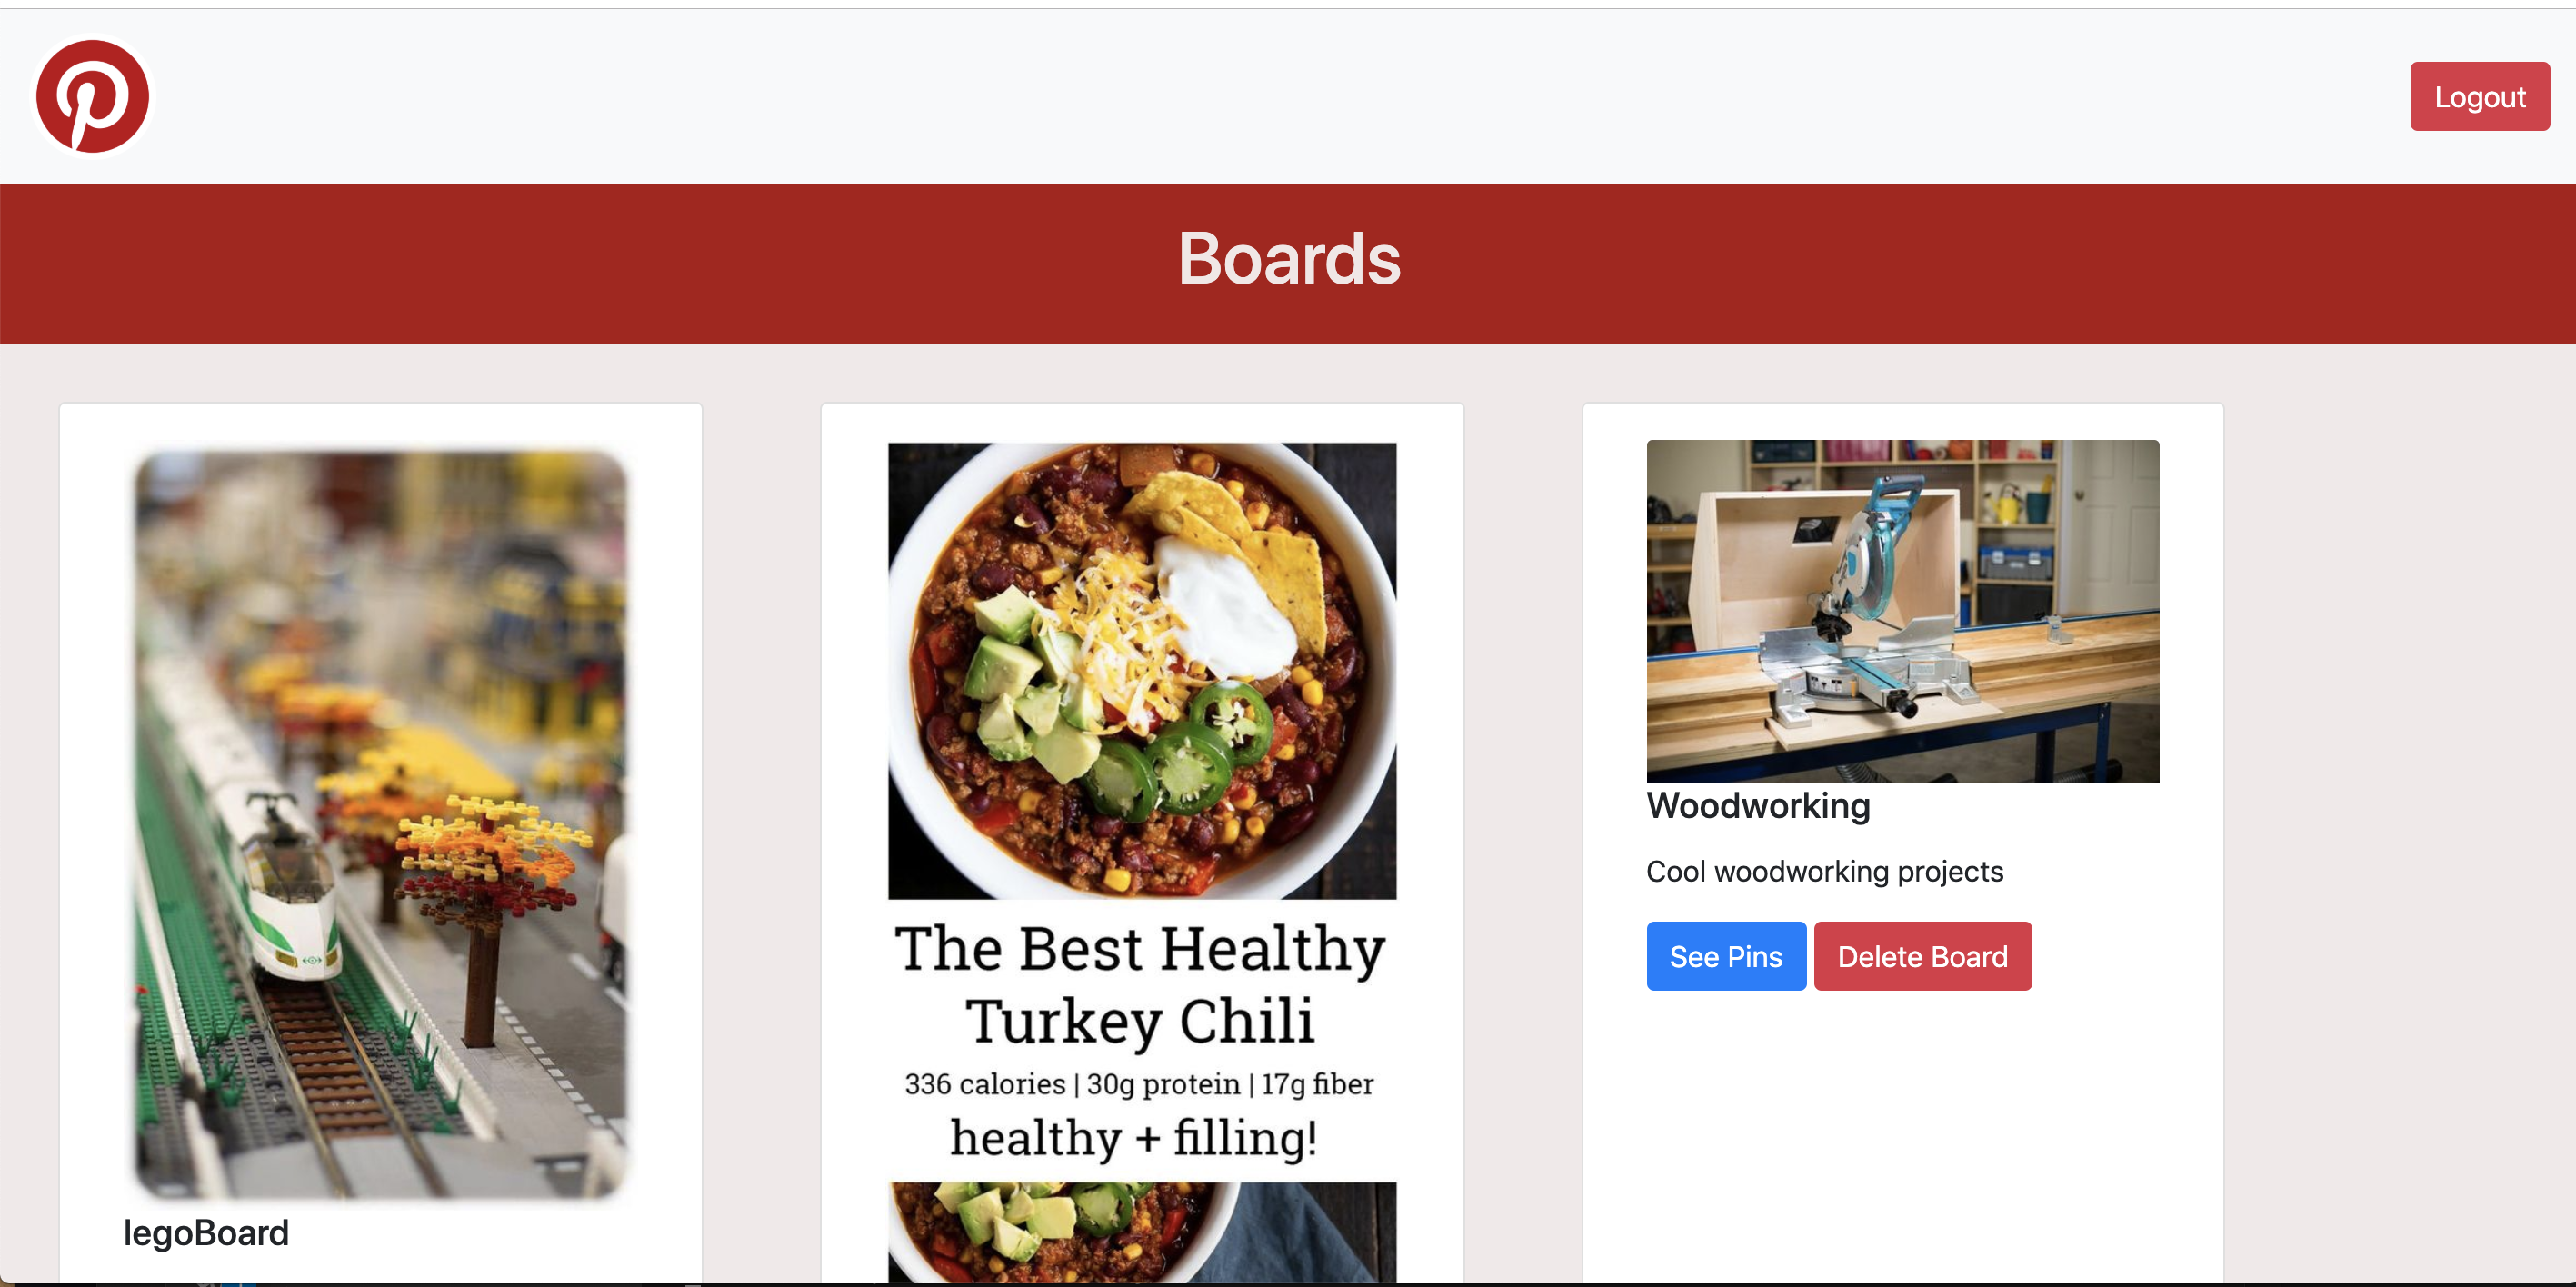 Logout
Boards
legoBoard
The Best Healthy
Turkey Chili
336 calories | 30g protein | 17g fiber
healthy + filling!
Woodworking
Cool woodworking projects
See Pins
Delete Board